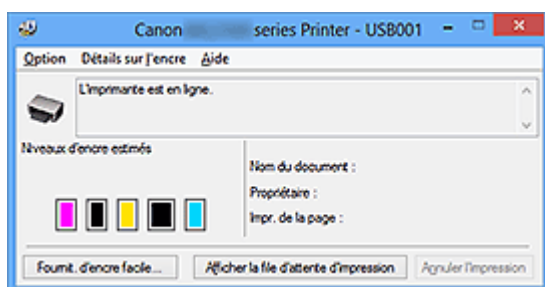 Canon series Printer - USB001
Option Détails sur l'encre Aide
L'imprimante est en ligne.
Niveaux d'encre estimés
Nom du document :
Propriétaire :
Impr. de la page :
Fournit. d'encre facile... Afficher la file d'attente d'impression Annuler l'impression